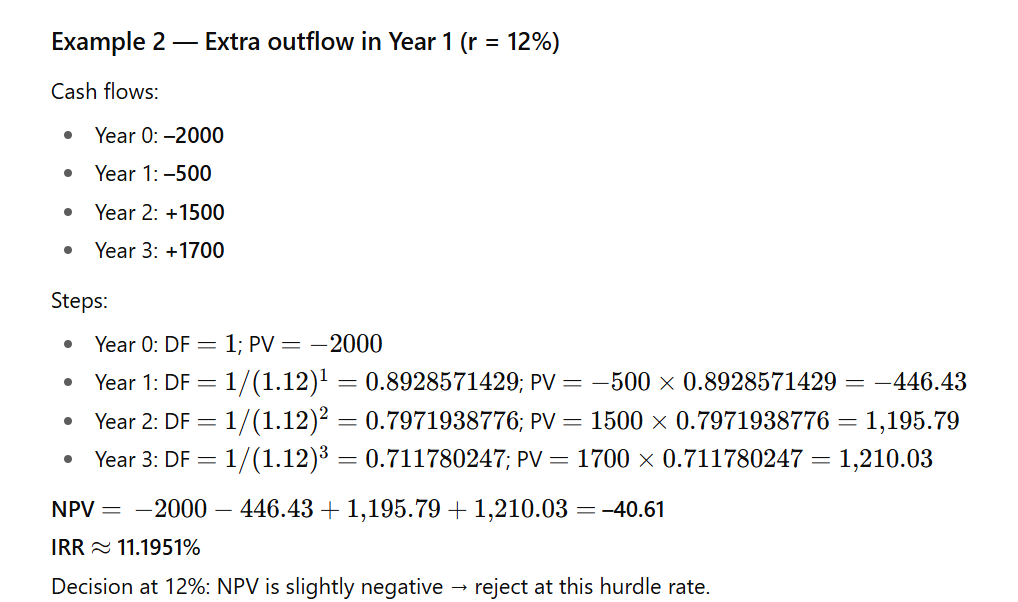 Example 2 — Extra outflow in Year 1 (r = 12%)
Cash flows:
• Year 0: –2000
• Year 1: –500
• Year 2: +1500
• Year 3: +1700
Steps:
• Year 0: DF = 1; PV = −2000
• Year 1: DF = 1/(1.12)¹ = 0.8928571429; PV = −500 × 0.8928571429 = −446.43
• Year 2: DF = 1/(1.12)² = 0.7971938776; PV = 1500 × 0.7971938776 = 1,195.79
• Year 3: DF = 1/(1.12)³ = 0.711780247; PV = 1700 × 0.711780247 = 1,210.03
NPV = −2000 − 446.43 + 1,195.79 + 1,210.03 = –40.61
IRR ≈ 11.1951%
Decision at 12%: NPV is slightly negative → reject at this hurdle rate.